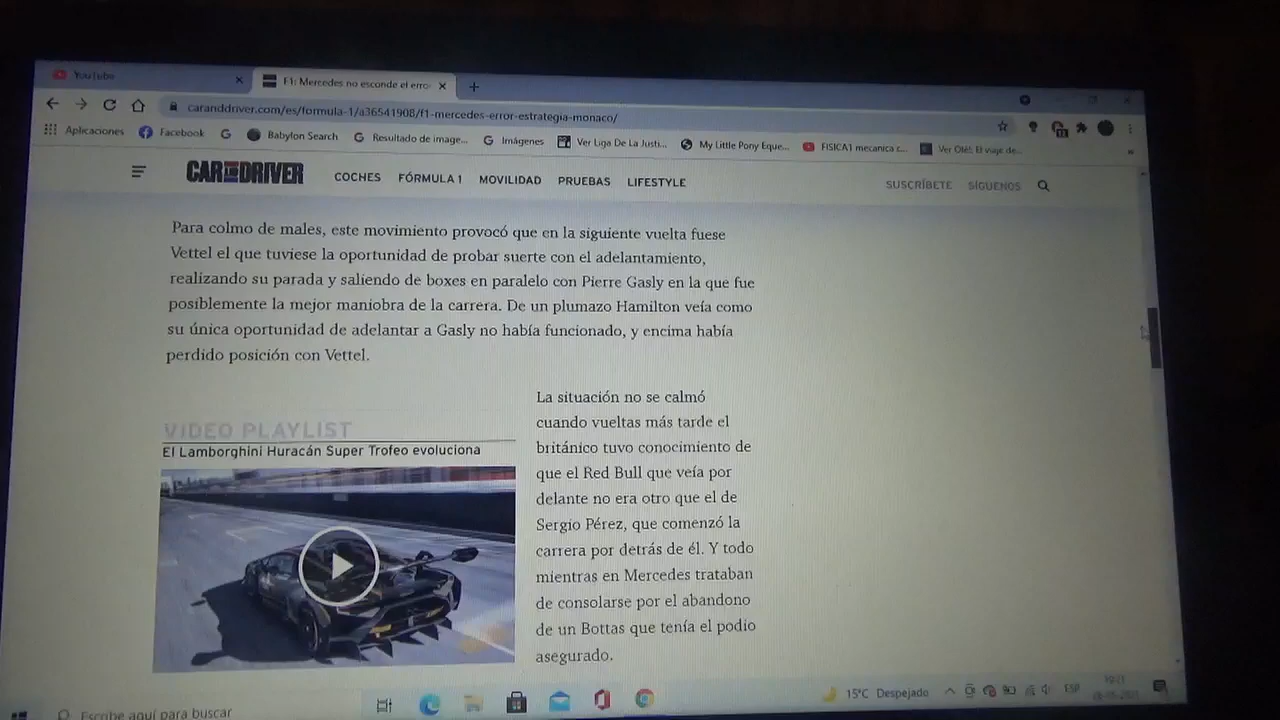 YouTube
F1: Mercedes no esconde el erro
caranddriver.com/es/formula-1/a36541908/f1-mercedes-error-estrategia-monaco/
Aplicaciones Facebook Babylon Search Resultado de image... Imágenes Ver Liga De La Justi... My Little Pony Eque... FISICA1 mecanica c... Ver Olé!: El viaje de...
CAR AND DRIVER COCHES FÓRMULA 1 MOVILIDAD PRUEBAS LIFESTYLE SUSCRÍBETE SÍGUENOS
Para colmo de males, este movimiento provocó que en la siguiente vuelta fuese
Vettel el que tuviese la oportunidad de probar suerte con el adelantamiento,
realizando su parada y saliendo de boxes en paralelo con Pierre Gasly en la que fue
posiblemente la mejor maniobra de la carrera. De un plumazo Hamilton veía como
su única oportunidad de adelantar a Gasly no había funcionado, y encima había
perdido posición con Vettel.
VIDEO PLAYLIST
El Lamborghini Huracán Super Trofeo evoluciona
La situación no se calmó
cuando vueltas más tarde el
británico tuvo conocimiento de
que el Red Bull que veía por
delante no era otro que el de
Sergio Pérez, que comenzó la
carrera por detrás de él. Y todo
mientras en Mercedes trataban
de consolarse por el abandono
de un Bottas que tenía el podio
asegurado.
Escribe aquí para buscar
15°C Despejado ESP